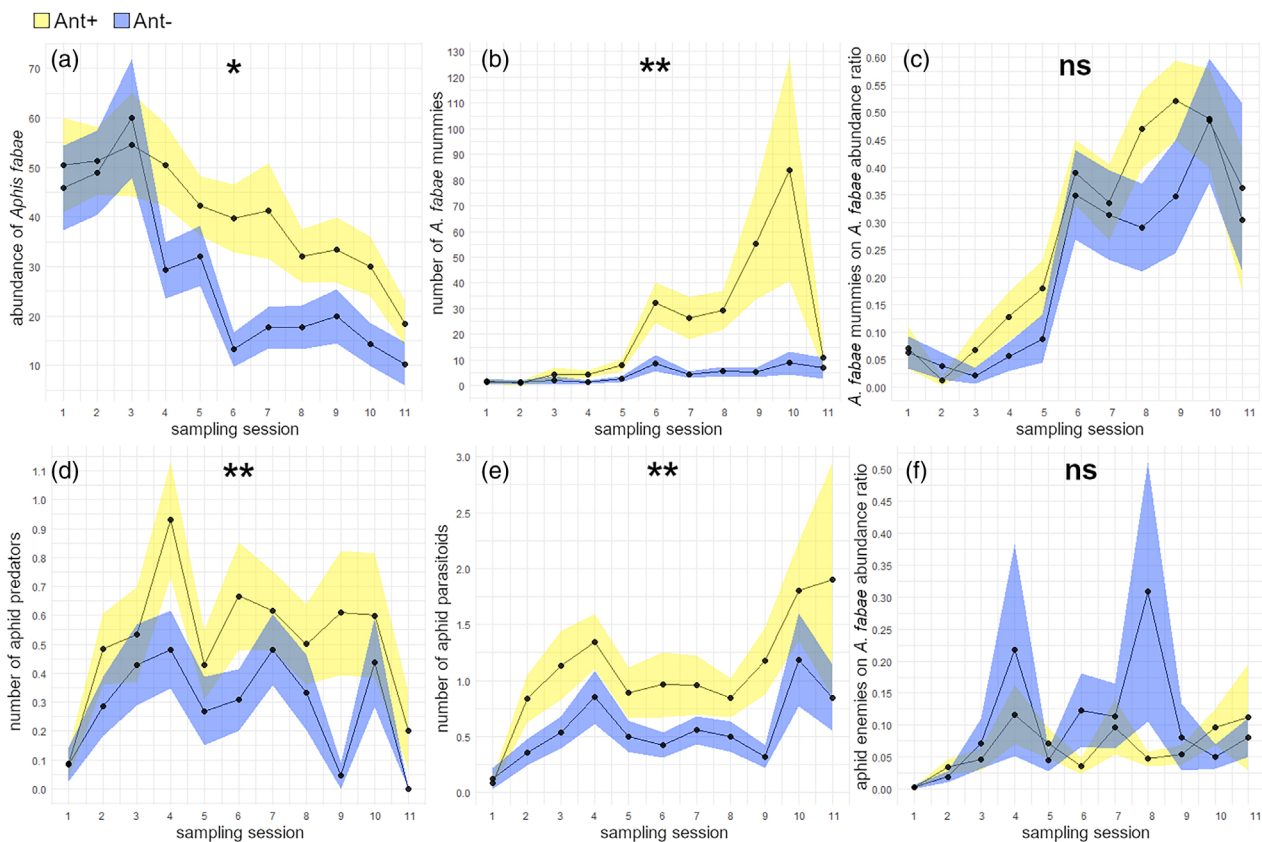 Ant+ Ant-
(a)
*
abundance of Aphis fabae
70
60
50
40
30
20
10
1 2 3 4 5 6 7 8 9 10 11
sampling session
(b)
**
number of A. fabae mummies
130
120
110
100
90
80
70
60
50
40
30
20
10
0
1 2 3 4 5 6 7 8 9 10 11
sampling session
(c)
ns
A. fabae mummies on A. fabae abundance ratio
0.60
0.55
0.50
0.45
0.40
0.35
0.30
0.25
0.20
0.15
0.10
0.05
0.00
1 2 3 4 5 6 7 8 9 10 11
sampling session
(d)
**
number of aphid predators
1.1
1.0
0.9
0.8
0.7
0.6
0.5
0.4
0.3
0.2
0.1
0.0
1 2 3 4 5 6 7 8 9 10 11
sampling session
(e)
**
number of aphid parasitoids
3.0
2.5
2.0
1.5
1.0
0.5
0.0
1 2 3 4 5 6 7 8 9 10 11
sampling session
(f)
ns
aphid enemies on A. fabae abundance ratio
0.50
0.45
0.40
0.35
0.30
0.25
0.20
0.15
0.10
0.05
0.00
1 2 3 4 5 6 7 8 9 10 11
sampling session